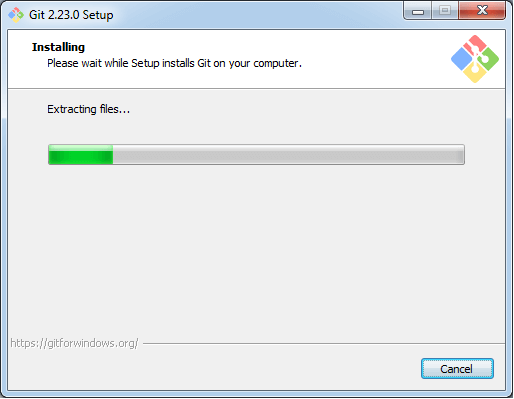 Git 2.23.0 Setup
Installing
Please wait while Setup installs Git on your computer.
Extracting files...
https://gitforwindows.org/
Cancel